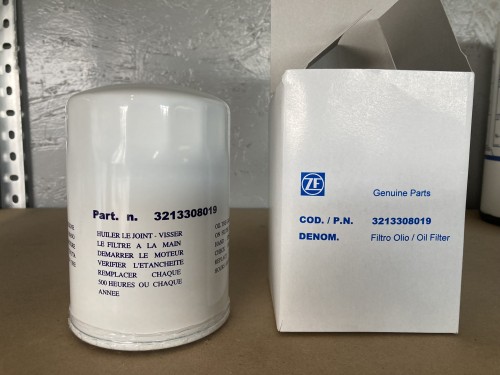 Part. n. 3213308019
HUILER LE JOINT - VISSER
LE FILTRE A LA MAIN
DEMARRER LE MOTEUR
VERIFIER L'ETANCHEITE
REMPLACER CHAQUE
500 HEURES OU CHAQUE
ANNEE
ZF
Genuine Parts
COD. / P.N. 3213308019
DENOM. Filtro Olio / Oil Filter